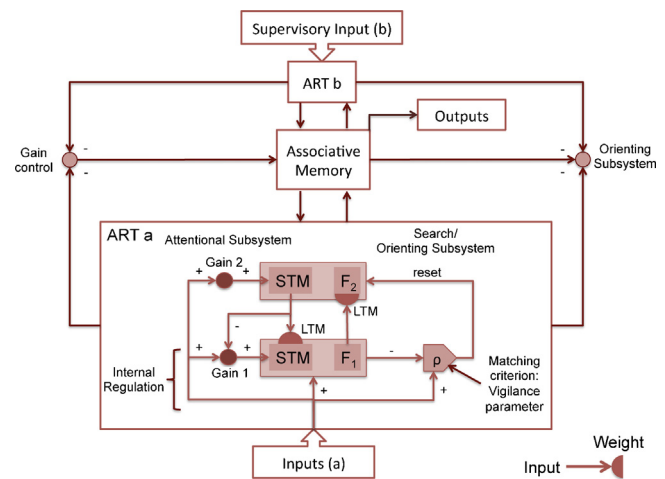 Supervisory Input (b)
ART b
Outputs
Gain
control
-
-
Associative
Memory
-
-
Orienting
Subsystem
ART a
Attentional Subsystem
Search/
Orienting Subsystem
Gain 2
+
+
STM
F2
reset
LTM
LTM
-
+
+
Gain 1
STM
F1
-
ρ
Internal
Regulation
+
+
Matching
criterion:
Vigilance
parameter
Inputs (a)
Weight
Input